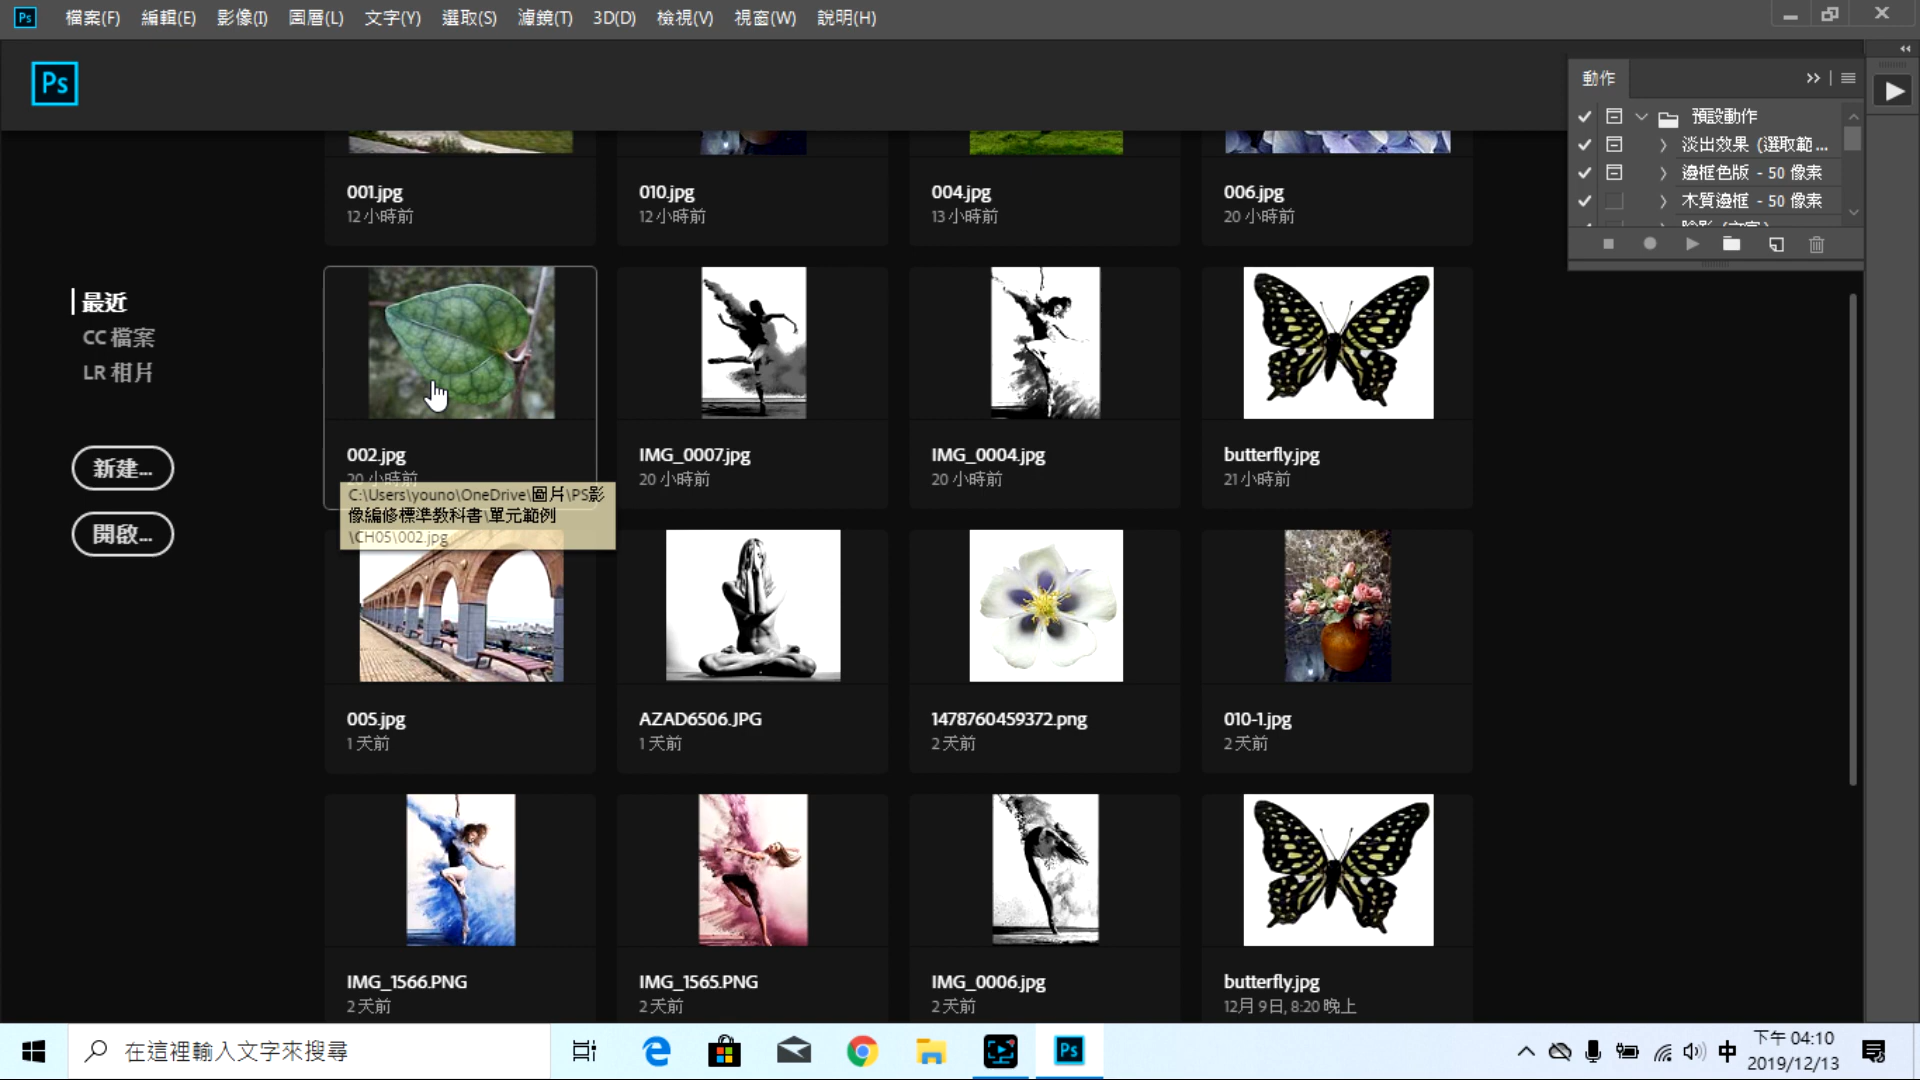 Ps 檔案(F) 編輯(E) 影像(I) 圖層(L) 文字(Y) 選取(S) 濾鏡(T) 3D(D) 檢視(V) 視窗(W) 說明(H)
Ps
動作
預設動作
淡出效果 (選取範...
邊框色版 - 50 像素
木質邊框 - 50 像素
001.jpg
12 小時前
010.jpg
12 小時前
004.jpg
13 小時前
006.jpg
20 小時前
最近
CC 檔案
LR 相片
新建...
開啟...
002.jpg
20 小時前
IMG_0007.jpg
20 小時前
IMG_0004.jpg
20 小時前
butterfly.jpg
21 小時前
C:\Users\youno\OneDrive\圖片\PS影
像編修標準教科書\單元範例
\CH05\002.jpg
005.jpg
1 天前
AZAD6506.JPG
1 天前
1478760459372.png
2 天前
010-1.jpg
2 天前
IMG_1566.PNG
2 天前
IMG_1565.PNG
2 天前
IMG_0006.jpg
2 天前
butterfly.jpg
12月 9日, 8:20 晚上
在這裡輸入文字來搜尋
Ps
中
下午 04:10
2019/12/13